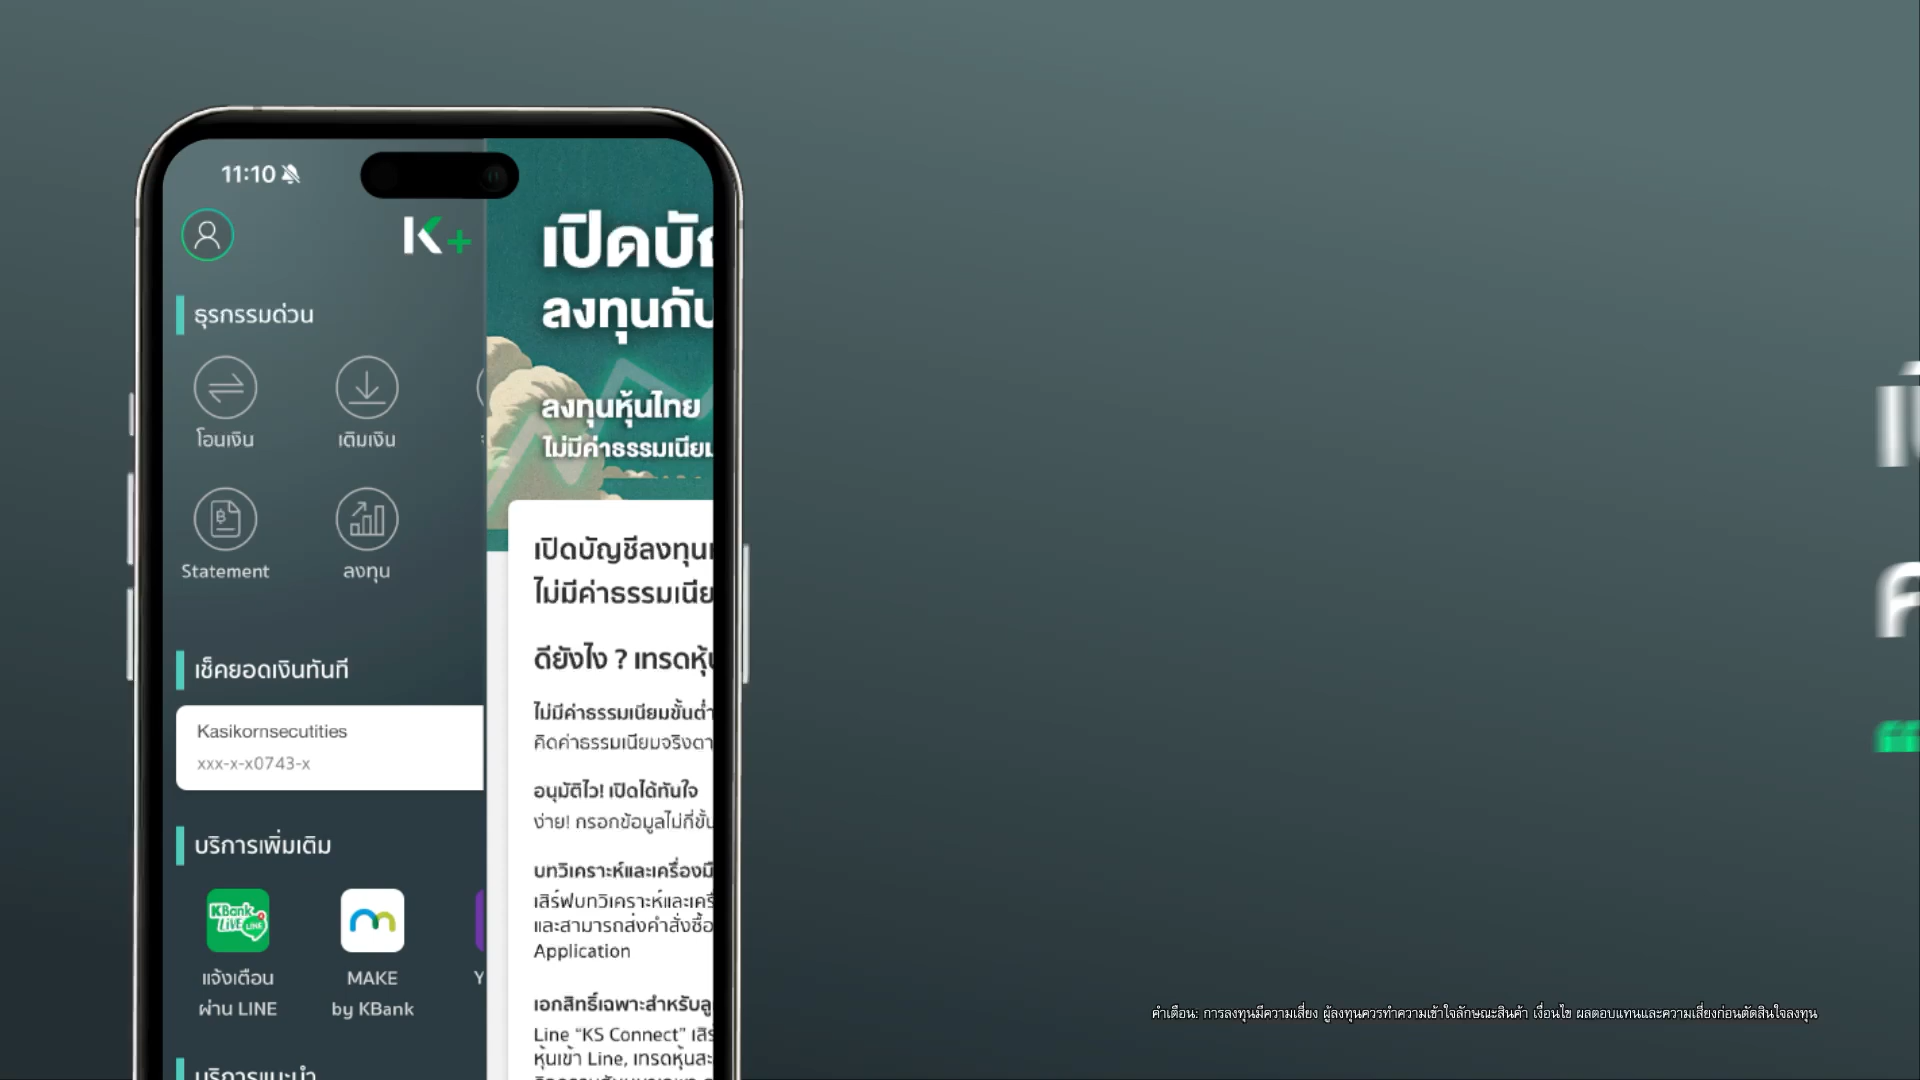 11:10
K+
ธุรกรรมด่วน
โอนเงิน
เติมเงิน
Statement
ลงทุน
เช็คยอดเงินทันที
Kasikornsecutities
xxx-x-x0743-x
บริการเพิ่มเติม
KBank
LIVE
LINE
แจ้งเตือน
ผ่าน LINE
MAKE
by KBank
Y
บริการแนะนำ
เปิดบั
ลงทุนกับ
ลงทุนหุ้นไทย
ไม่มีค่าธรรมเนียม
เปิดบัญชีลงทุน
ไม่มีค่าธรรมเนีย
ดียังไง ? เทรดหุ้
ไม่มีค่าธรรมเนียมขั้นต่ำ
คิดค่าธรรมเนียมจริงตา
อนุมัติไว! เปิดได้ทันใจ
ง่าย! กรอกข้อมูลไม่กี่ขั้น
บทวิเคราะห์และเครื่องมื
เสิร์ฟบทวิเคราะห์และเครื่
และสามารถส่งคำสั่งซื้อ
Application
เอกสิทธิ์เฉพาะสำหรับลู
Line “KS Connect” เสิร
หุ้นเข้า Line, เทรดหุ้นสะ
คำเตือน: การลงทุนมีความเสี่ยง ผู้ลงทุนควรทำความเข้าใจลักษณะสินค้า เงื่อนไข ผลตอบแทนและความเสี่ยงก่อนตัดสินใจลงทุน